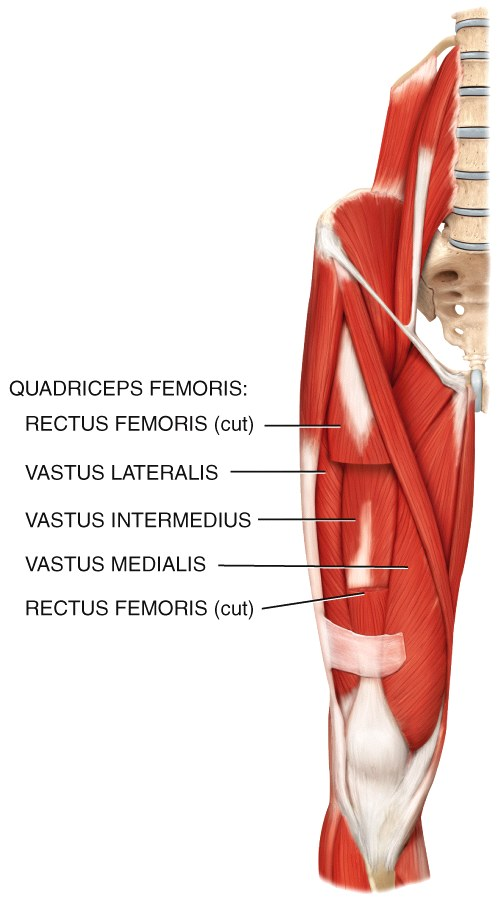 QUADRICEPS FEMORIS:
RECTUS FEMORIS (cut)
VASTUS LATERALIS
VASTUS INTERMEDIUS
VASTUS MEDIALIS
RECTUS FEMORIS (cut)